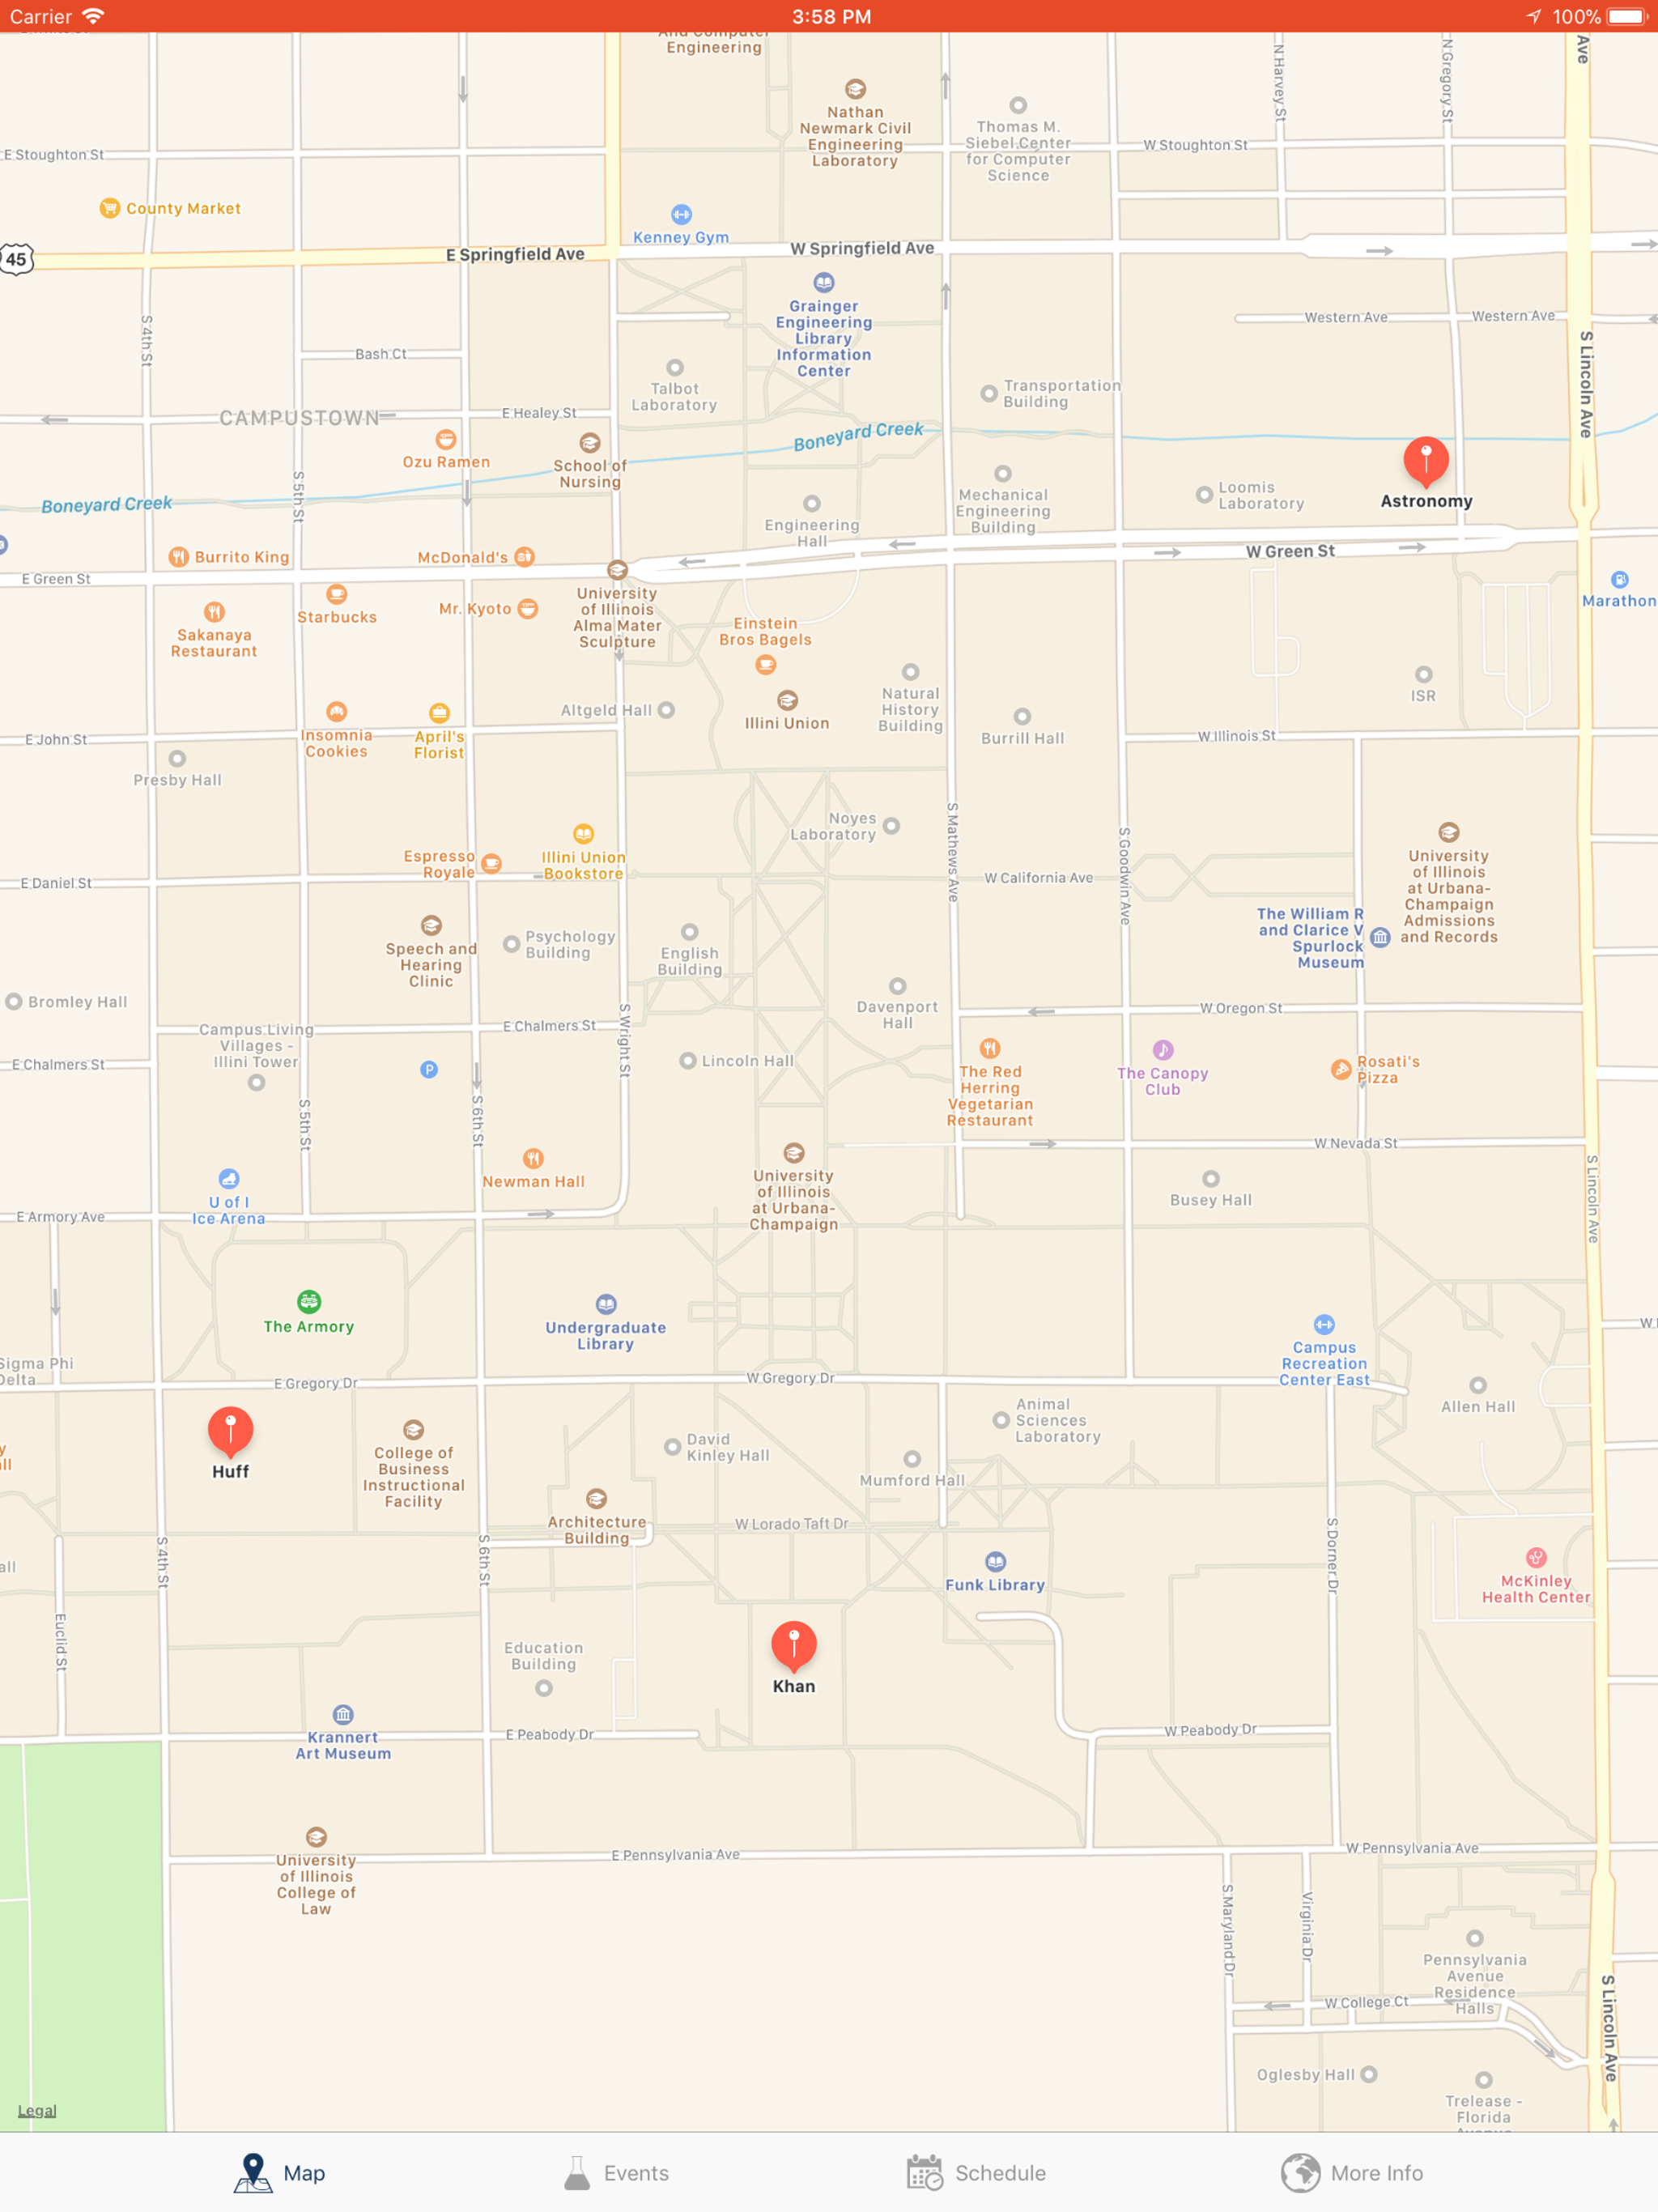 Carrier
3:58 PM
100%
And Computer
Engineering
Nathan
Newmark Civil
Engineering
Laboratory
Thomas M.
Siebel Center
for Computer
Science
N Harvey St
N Gregory St
Ave
E Stoughton St
W Stoughton St
County Market
Kenney Gym
45
E Springfield Ave
W Springfield Ave
Grainger
Engineering
Library
Information
Center
Western Ave
Western Ave
S 4th St
Bash Ct
Talbot
Laboratory
Transportation
Building
S Lincoln Ave
CAMPUSTOWN
E Healey St
Boneyard Creek
Ozu Ramen
School of
Nursing
S 5th St
Boneyard Creek
Engineering
Hall
Mechanical
Engineering
Building
Loomis
Laboratory
Astronomy
Burrito King
McDonald's
W Green St
E Green St
Starbucks
Mr. Kyoto
University
of Illinois
Alma Mater
Sculpture
Einstein
Bros Bagels
Marathon
Sakanaya
Restaurant
Altgeld Hall
Illini Union
Natural
History
Building
Burrill Hall
ISR
E John St
Insomnia
Cookies
April's
Florist
W Illinois St
Presby Hall
Noyes
Laboratory
S Mathews Ave
S Goodwin Ave
University
of Illinois
at Urbana-
Champaign
Admissions
and Records
Espresso
Royale
Illini Union
Bookstore
E Daniel St
W California Ave
The William R
and Clarice V
Spurlock
Museum
Speech and
Hearing
Clinic
Psychology
Building
English
Building
Bromley Hall
Davenport
Hall
W Oregon St
Campus Living
Villages -
Illini Tower
E Chalmers St
S Wright St
E Chalmers St
Lincoln Hall
The Red
Herring
Vegetarian
Restaurant
The Canopy
Club
Rosati's
Pizza
P
S 5th St
S 6th St
W Nevada St
Newman Hall
University
of Illinois
at Urbana-
Champaign
Busey Hall
S Lincoln Ave
U of I
Ice Arena
E Armory Ave
The Armory
Undergraduate
Library
Campus
Recreation
Center East
Sigma Phi
Delta
E Gregory Dr
W Gregory Dr
Allen Hall
Animal
Sciences
Laboratory
Huff
College of
Business
Instructional
Facility
David
Kinley Hall
Mumford Hall
Architecture
Building
W Lorado Taft Dr
S 4th St
S 6th St
Funk Library
S Dorner Dr
McKinley
Health Center
Euclid St
Education
Building
Khan
Krannert
Art Museum
E Peabody Dr
W Peabody Dr
University
of Illinois
College of
Law
E Pennsylvania Ave
W Pennsylvania Ave
S Maryland Dr
Virginia Dr
Pennsylvania
Avenue
Residence
Halls
W College Ct
S Lincoln Ave
Oglesby Hall
Trelease -
Florida
Legal
Map
Events
Schedule
More Info